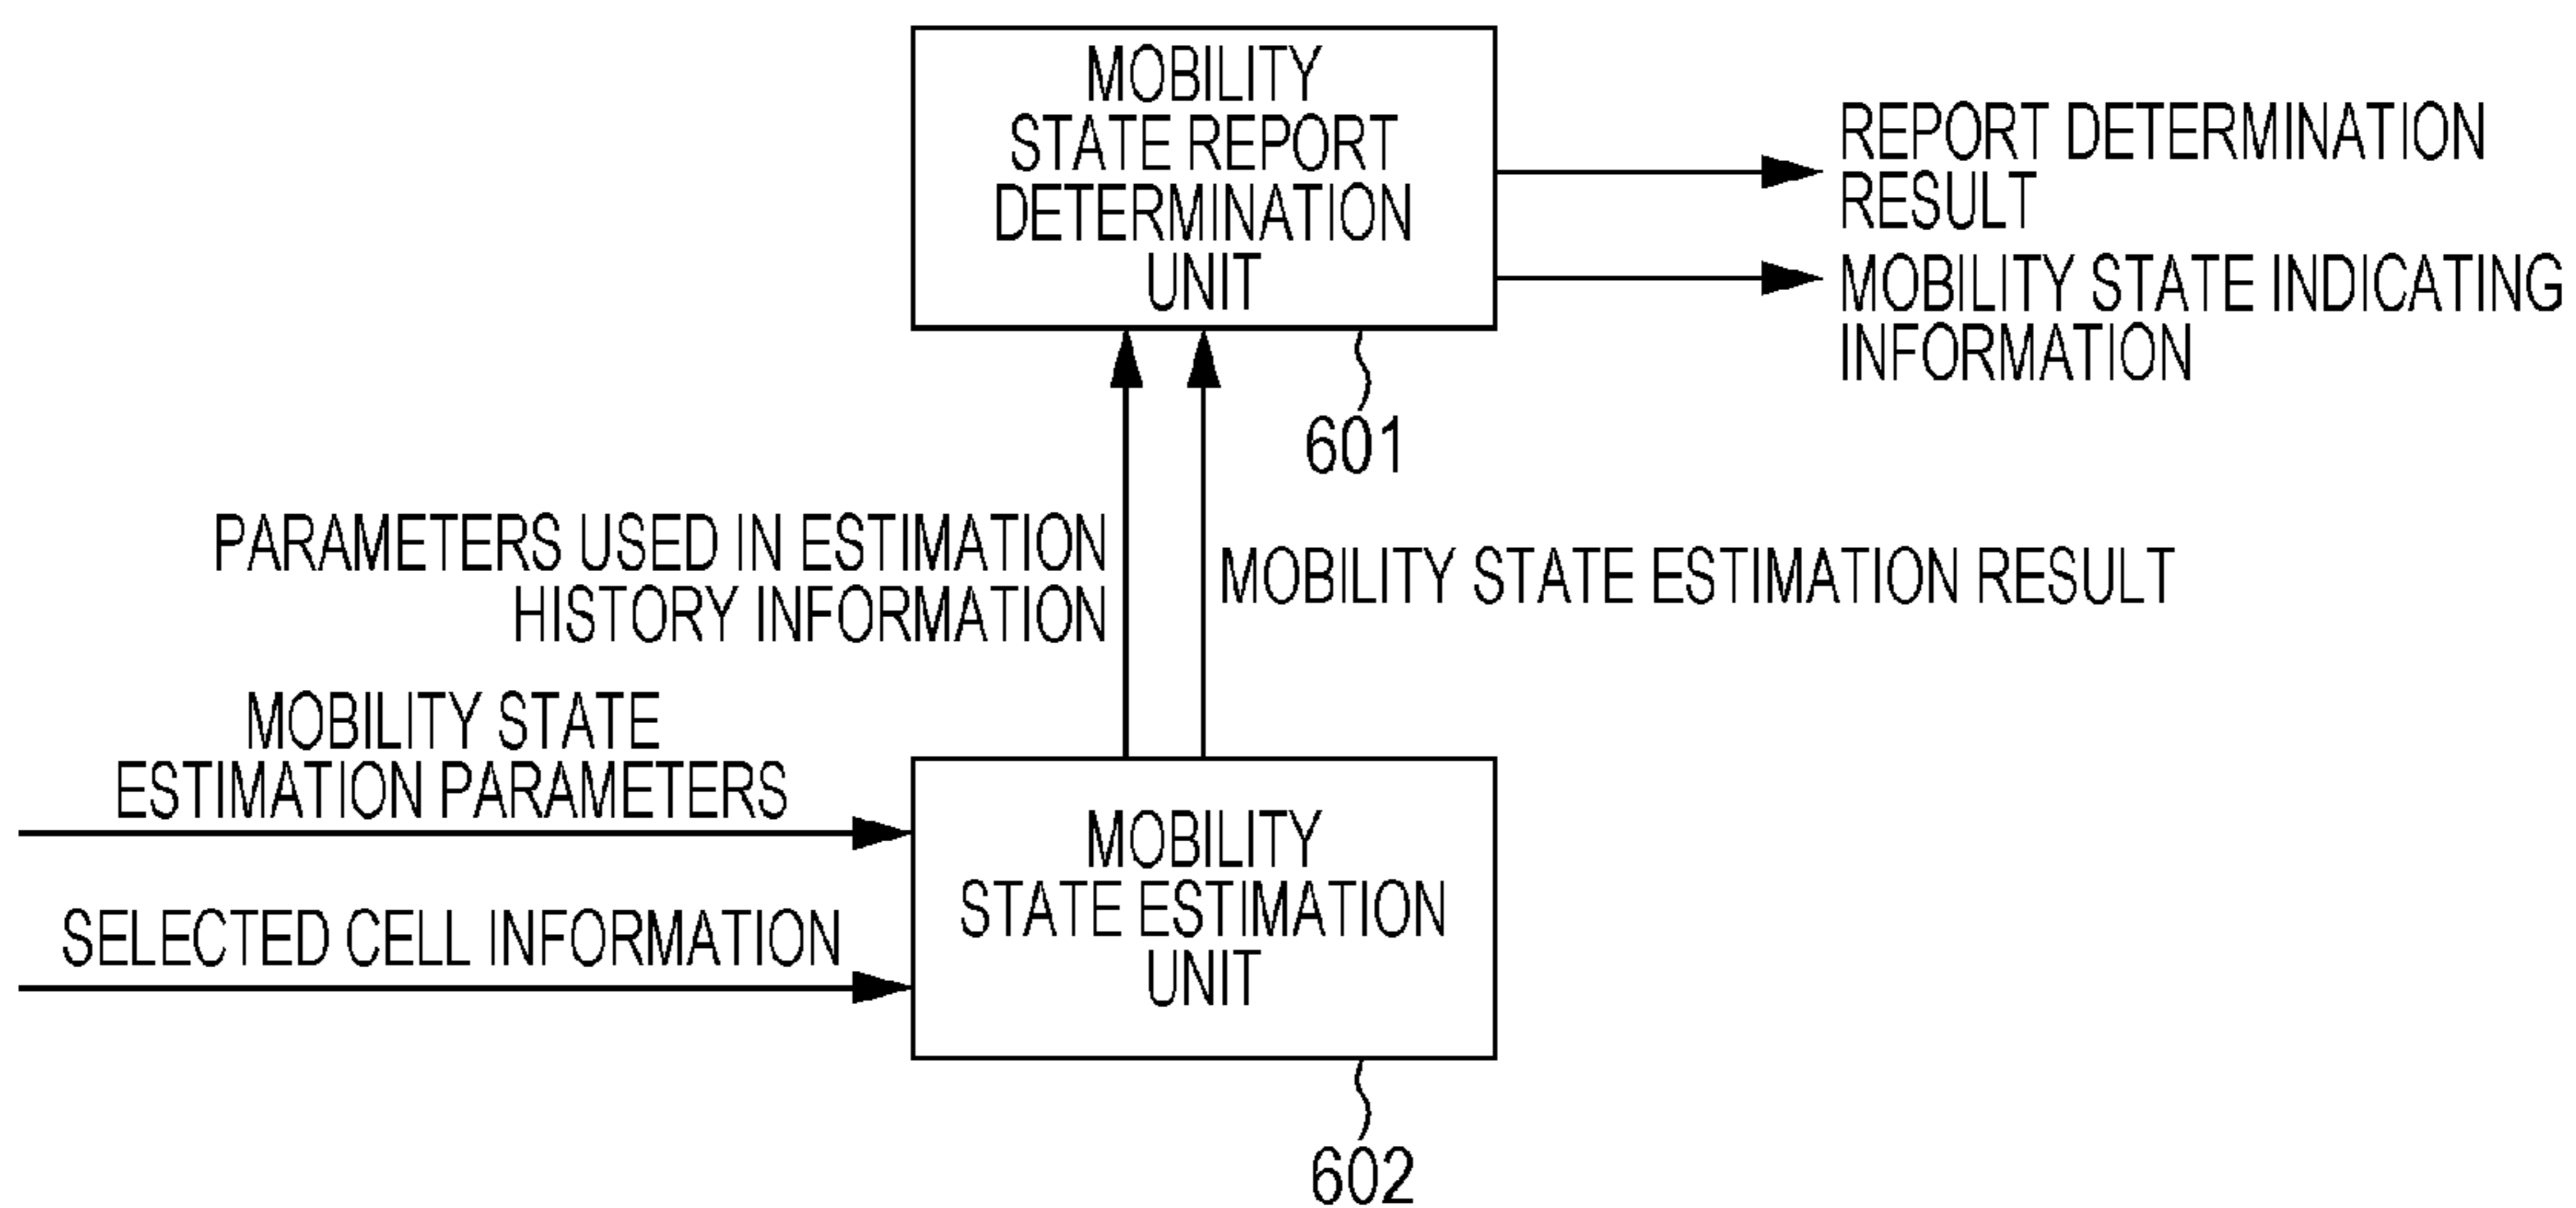 MOBILITY
STATE REPORT
DETERMINATION
UNIT
REPORT DETERMINATION
RESULT
MOBILITY STATE INDICATING
INFORMATION
601
PARAMETERS USED IN ESTIMATION
HISTORY INFORMATION
MOBILITY STATE ESTIMATION RESULT
MOBILITY STATE
ESTIMATION PARAMETERS
SELECTED CELL INFORMATION
MOBILITY
STATE ESTIMATION
UNIT
602